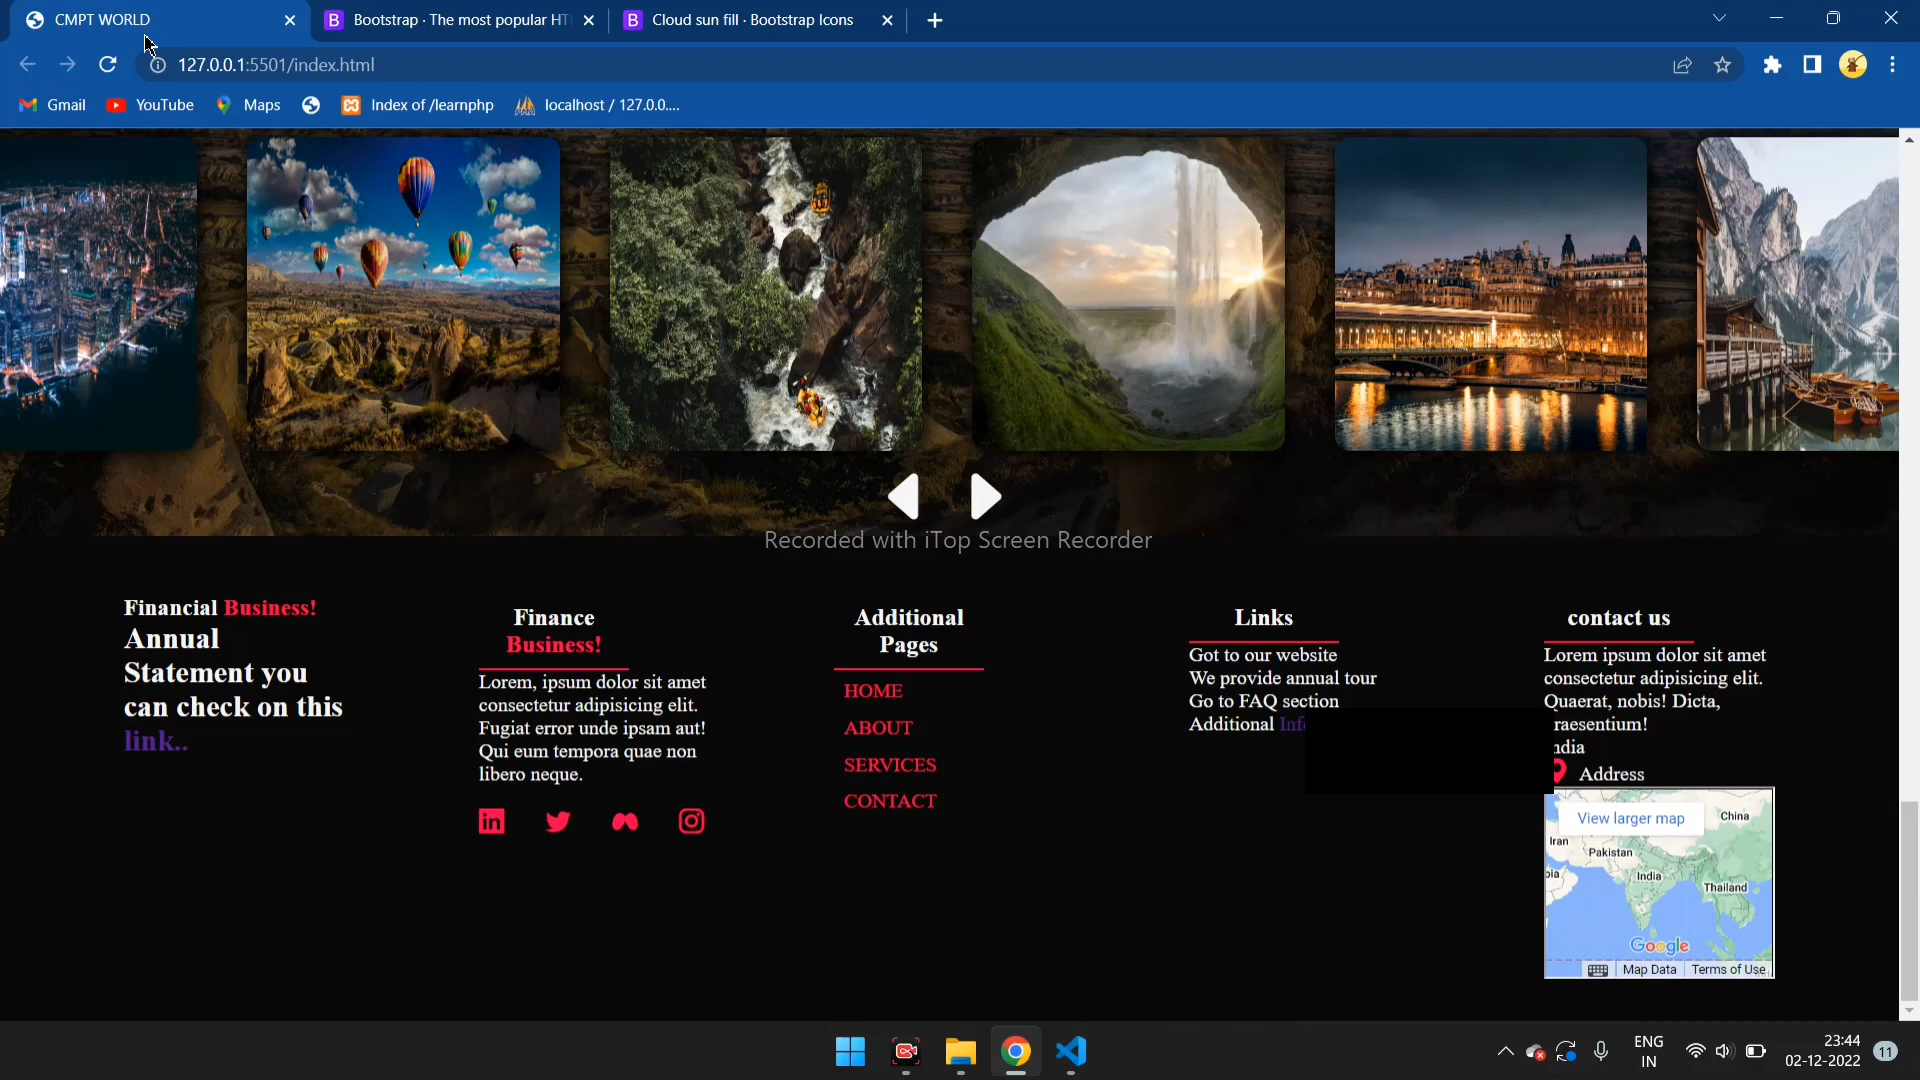 CMPT WORLD
Bootstrap · The most popular HT
Cloud sun fill · Bootstrap Icons
127.0.0.1:5501/index.html
Gmail
YouTube
Maps
Index of /learnphp
localhost / 127.0.0....
Recorded with iTop Screen Recorder
Financial Business!
Annual
Statement you
can check on this
link..
Finance
Business!
Lorem, ipsum dolor sit amet
consectetur adipisicing elit.
Fugiat error unde ipsam aut!
Qui eum tempora quae non
libero neque.
Additional
Pages
HOME
ABOUT
SERVICES
CONTACT
Links
Got to our website
We provide annual tour
Go to FAQ section
Additional
contact us
Lorem ipsum dolor sit amet
consectetur adipisicing elit.
Quaerat, nobis! Dicta,
raesentium!
ndia
Address
View larger map
China
Iran
Pakistan
India
Thailand
Google
Map Data
Terms of Use
ENG
IN
23:44
02-12-2022
11